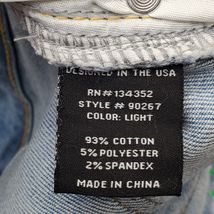 DESIGNED IN THE USA
RN# 134352
STYLE # 90267
COLOR: LIGHT
93% COTTON
5% POLYESTER
2% SPANDEX
MADE IN CHINA